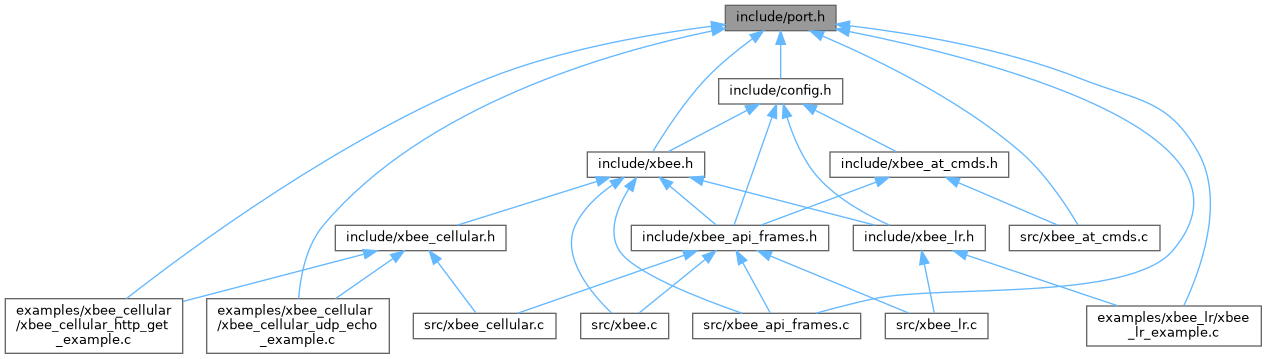 include/port.h
include/config.h
include/xbee.h
include/xbee_at_cmds.h
include/xbee_cellular.h
include/xbee_api_frames.h
include/xbee_lr.h
src/xbee_at_cmds.c
examples/xbee_cellular
/xbee_cellular_http_get
_example.c
examples/xbee_cellular
/xbee_cellular_udp_echo
_example.c
src/xbee_cellular.c
src/xbee.c
src/xbee_api_frames.c
src/xbee_lr.c
examples/xbee_lr/xbee
_lr_example.c